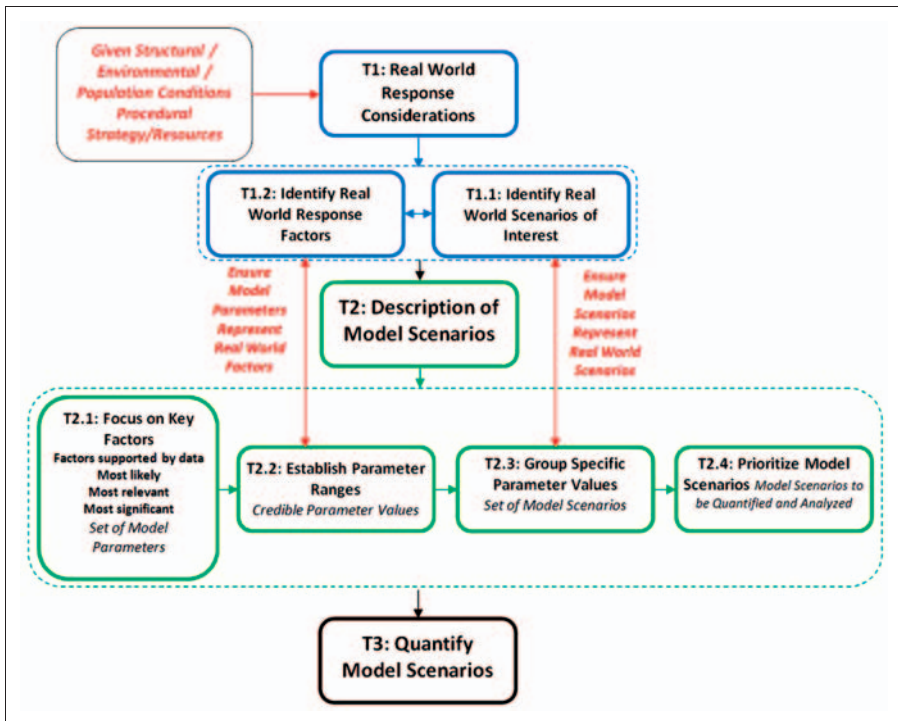 Given Structural /
Environmental /
Population Conditions
Procedural
Strategy/Resources
T1: Real World
Response
Considerations
T1.2: Identify Real
World Response
Factors
T1.1: Identify Real
World Scenarios of
Interest
Ensure
Model
Parameters
Represent
Real World
Factors
T2: Description of
Model Scenarios
Ensure
Model
Scenarios
Represent
Real World
Scenarios
T2.1: Focus on Key
Factors
Factors supported by data
Most likely
Most relevant
Most significant
Set of Model
Parameters
T2.2: Establish Parameter
Ranges
Credible Parameter Values
T2.3: Group Specific
Parameter Values
Set of Model Scenarios
T2.4: Prioritize Model
Scenarios Model Scenarios to
be Quantified and Analyzed
T3: Quantify
Model Scenarios